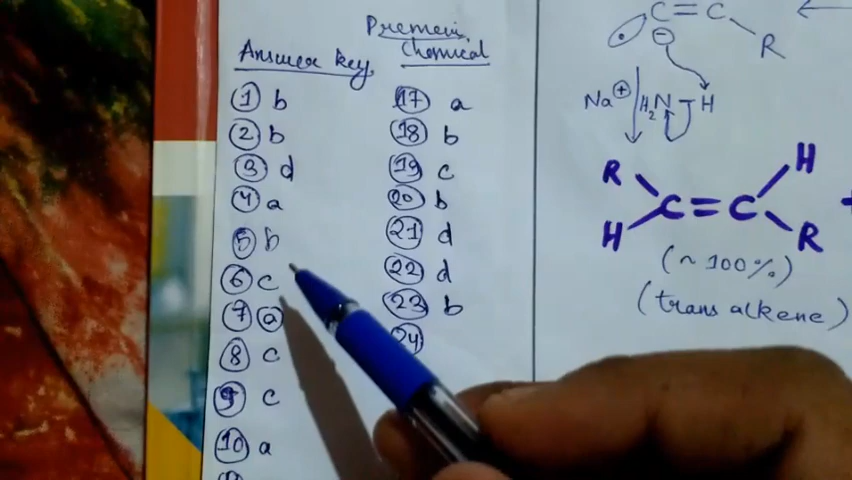 Answer key
① b
② b
③ d
④ a
⑤ b
⑥ c
⑦ ⓐ
⑧ c
⑨ c
⑩ a
Chemical
⑰ a
⑱ b
⑲ c
⑳ b
㉑ d
㉒ d
㉓ b
㉔
C=C
⊖
R
Na⊕ H₂N-H
R H
C=C
H R
(~100%)
(trans alkene)